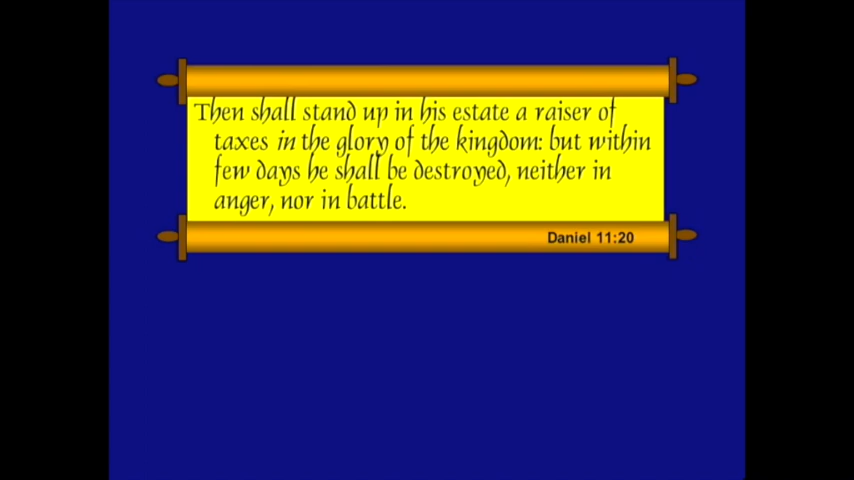 Then shall stand up in his estate a raiser of
taxes in the glory of the kingdom: but within
few days he shall be destroyed, neither in
anger, nor in battle.
Daniel 11:20